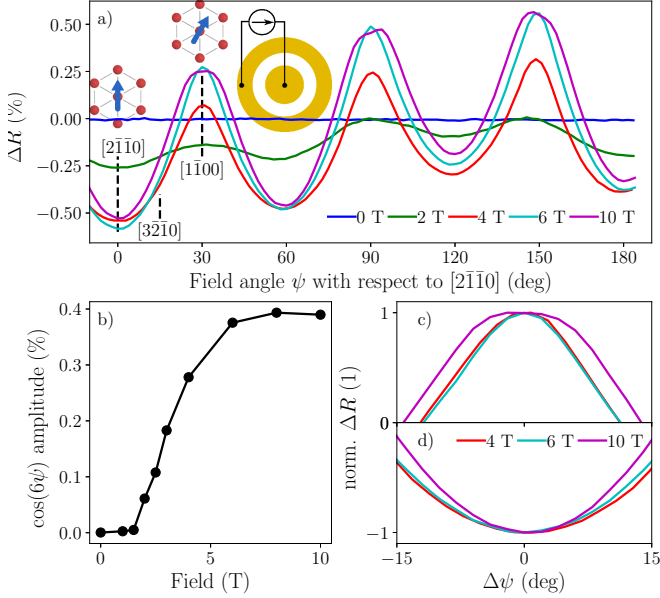 a)
0.50
0.25
0.00
−0.25
−0.50
ΔR (%)
[21̄1̄0]
[32̄1̄0]
[11̄00]
0 T 2 T 4 T 6 T 10 T
0 30 60 90 120 150 180
Field angle ψ with respect to [21̄1̄0] (deg)
b)
0.4
0.3
0.2
0.1
0.0
cos(6ψ) amplitude (%)
0 5 10
Field (T)
c)
1
0
norm. ΔR (1)
d)
4 T 6 T 10 T
0
−1
−15 0 15
Δψ (deg)